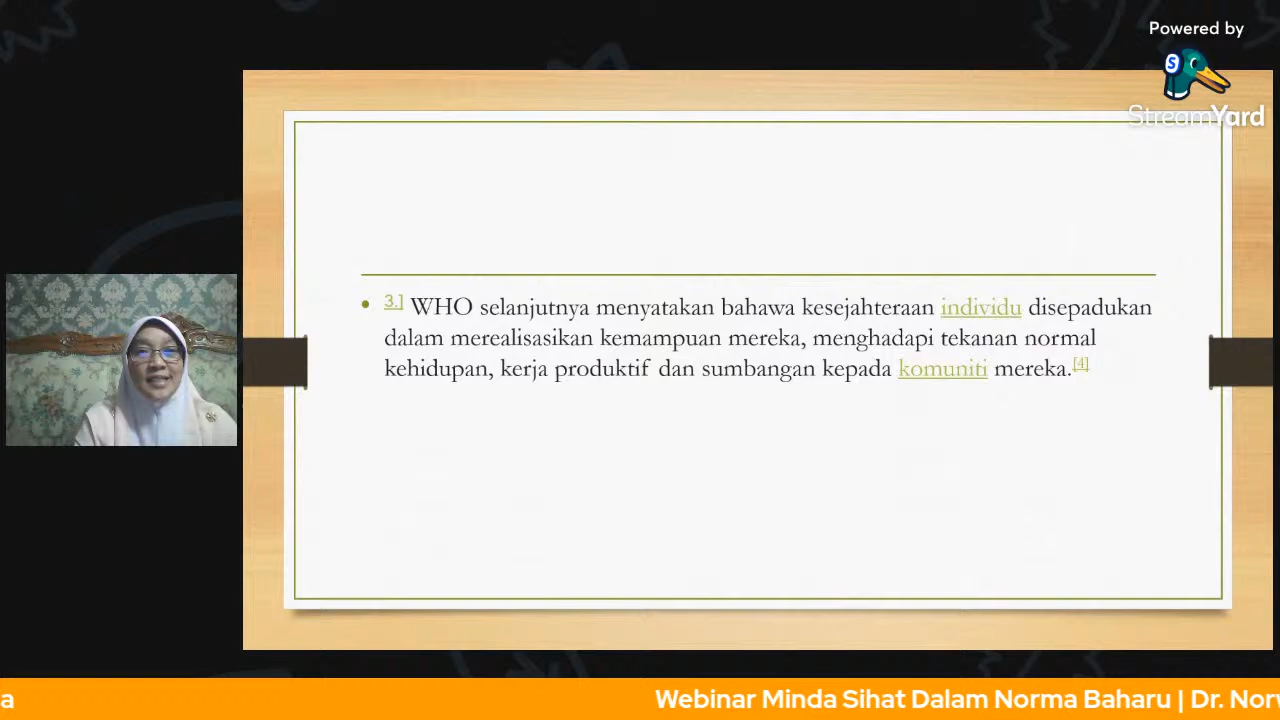 Powered by
S
StreamYard
3.] WHO selanjutnya menyatakan bahawa kesejahteraan individu disepadukan
dalam merealisasikan kemampuan mereka, menghadapi tekanan normal
kehidupan, kerja produktif dan sumbangan kepada komuniti mereka.[4]
a
Webinar Minda Sihat Dalam Norma Baharu | Dr.